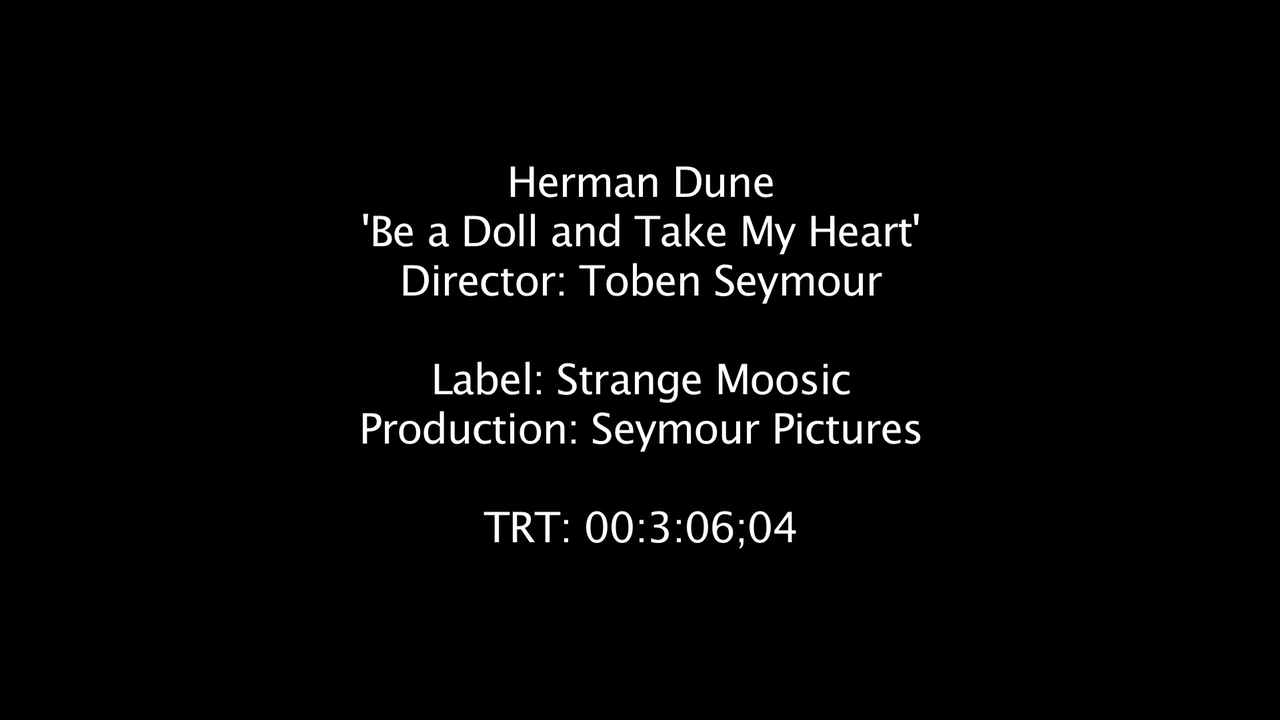 Herman Dune
'Be a Doll and Take My Heart'
Director: Toben Seymour
Label: Strange Moosic
Production: Seymour Pictures
TRT: 00:3:06;04